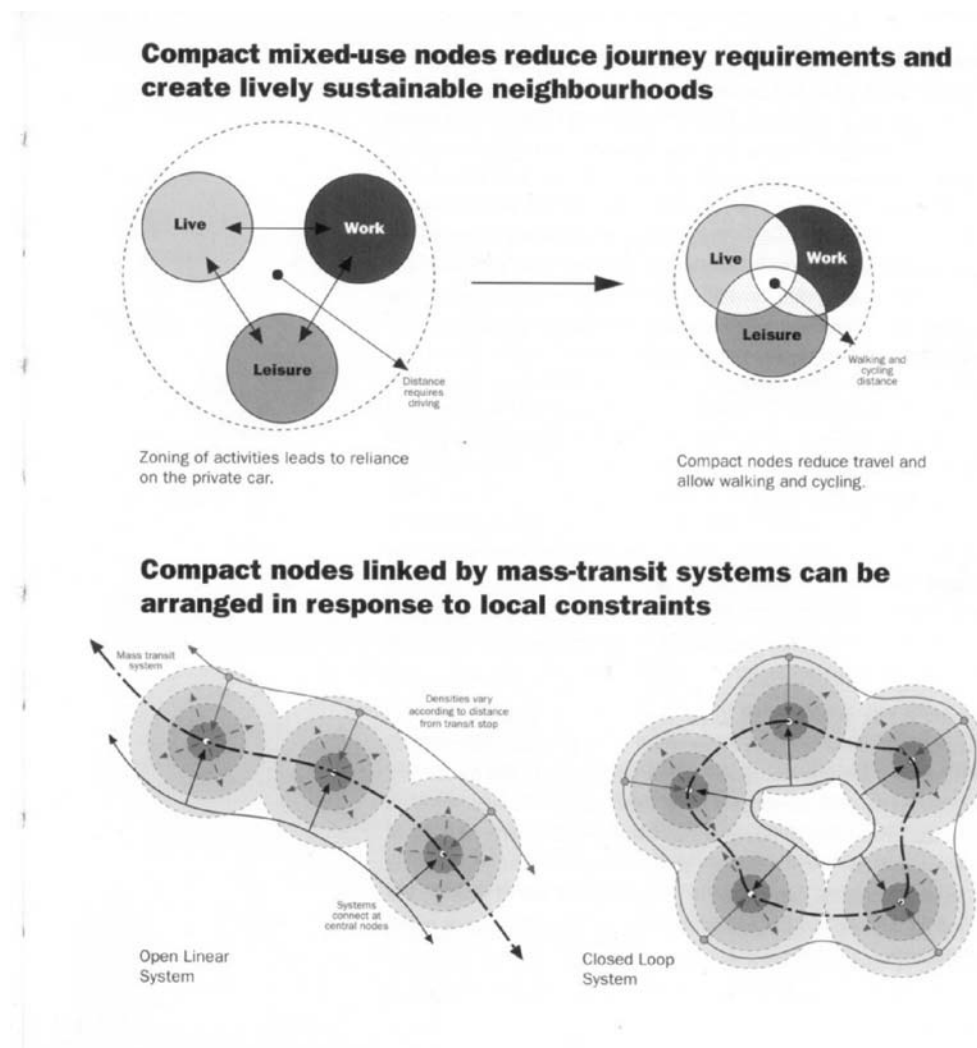 Compact mixed-use nodes reduce journey requirements and
create lively sustainable neighbourhoods
Live
Work
Leisure
Distance
requires
driving
Zoning of activities leads to reliance
on the private car.
Live
Work
Leisure
Walking and
cycling
distance
Compact nodes reduce travel and
allow walking and cycling.
Compact nodes linked by mass-transit systems can be
arranged in response to local constraints
Mass transit
system
Densities vary
according to distance
from transit stop
Systems
connect at
central nodes
Open Linear
System
Closed Loop
System